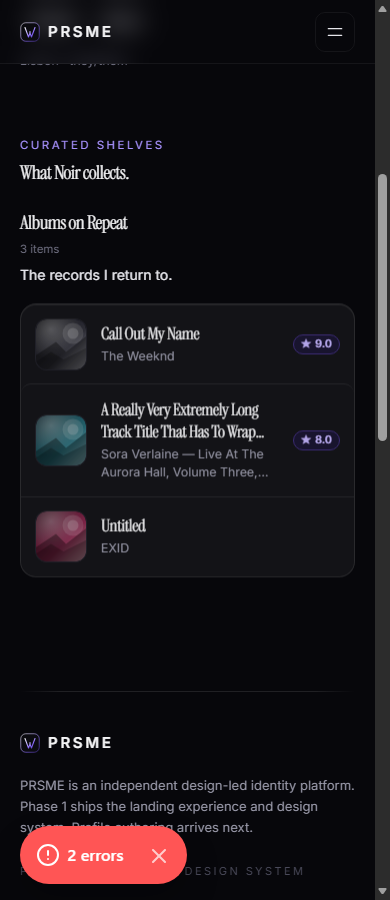 PRSME
CURATED SHELVES
What Noir collects.
Albums on Repeat
3 items
The records I return to.
Call Out My Name
The Weeknd
★ 9.0
A Really Very Extremely Long
Track Title That Has To Wrap...
Sora Verlaine — Live At The
Aurora Hall, Volume Three,...
★ 8.0
Untitled
EXID
PRSME
PRSME is an independent design-led identity platform.
Phase 1 ships the landing experience and design
arrives next.
2 errors
DESIGN SYSTEM